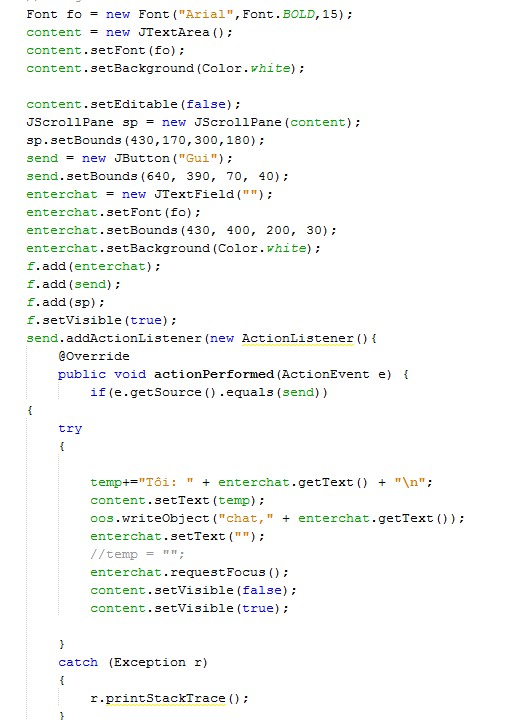 Font fo = new Font("Arial",Font.BOLD,15);
content = new JTextArea();
content.setFont(fo);
content.setBackground(Color.white);
content.setEditable(false);
JScrollPane sp = new JScrollPane(content);
sp.setBounds(430,170,300,180);
send = new JButton("Gui");
send.setBounds(640, 390, 70, 40);
enterchat = new JTextField("");
enterchat.setFont(fo);
enterchat.setBounds(430, 400, 200, 30);
enterchat.setBackground(Color.white);
f.add(enterchat);
f.add(send);
f.add(sp);
f.setVisible(true);
send.addActionListener(new ActionListener(){
@Override
public void actionPerformed(ActionEvent e) {
if(e.getSource().equals(send))
{
try
{
temp+="Tôi: " + enterchat.getText() + "\n";
content.setText(temp);
oos.writeObject("chat," + enterchat.getText());
enterchat.setText("");
//temp = "";
enterchat.requestFocus();
content.setVisible(false);
content.setVisible(true);
}
catch (Exception r)
{
r.printStackTrace();
}